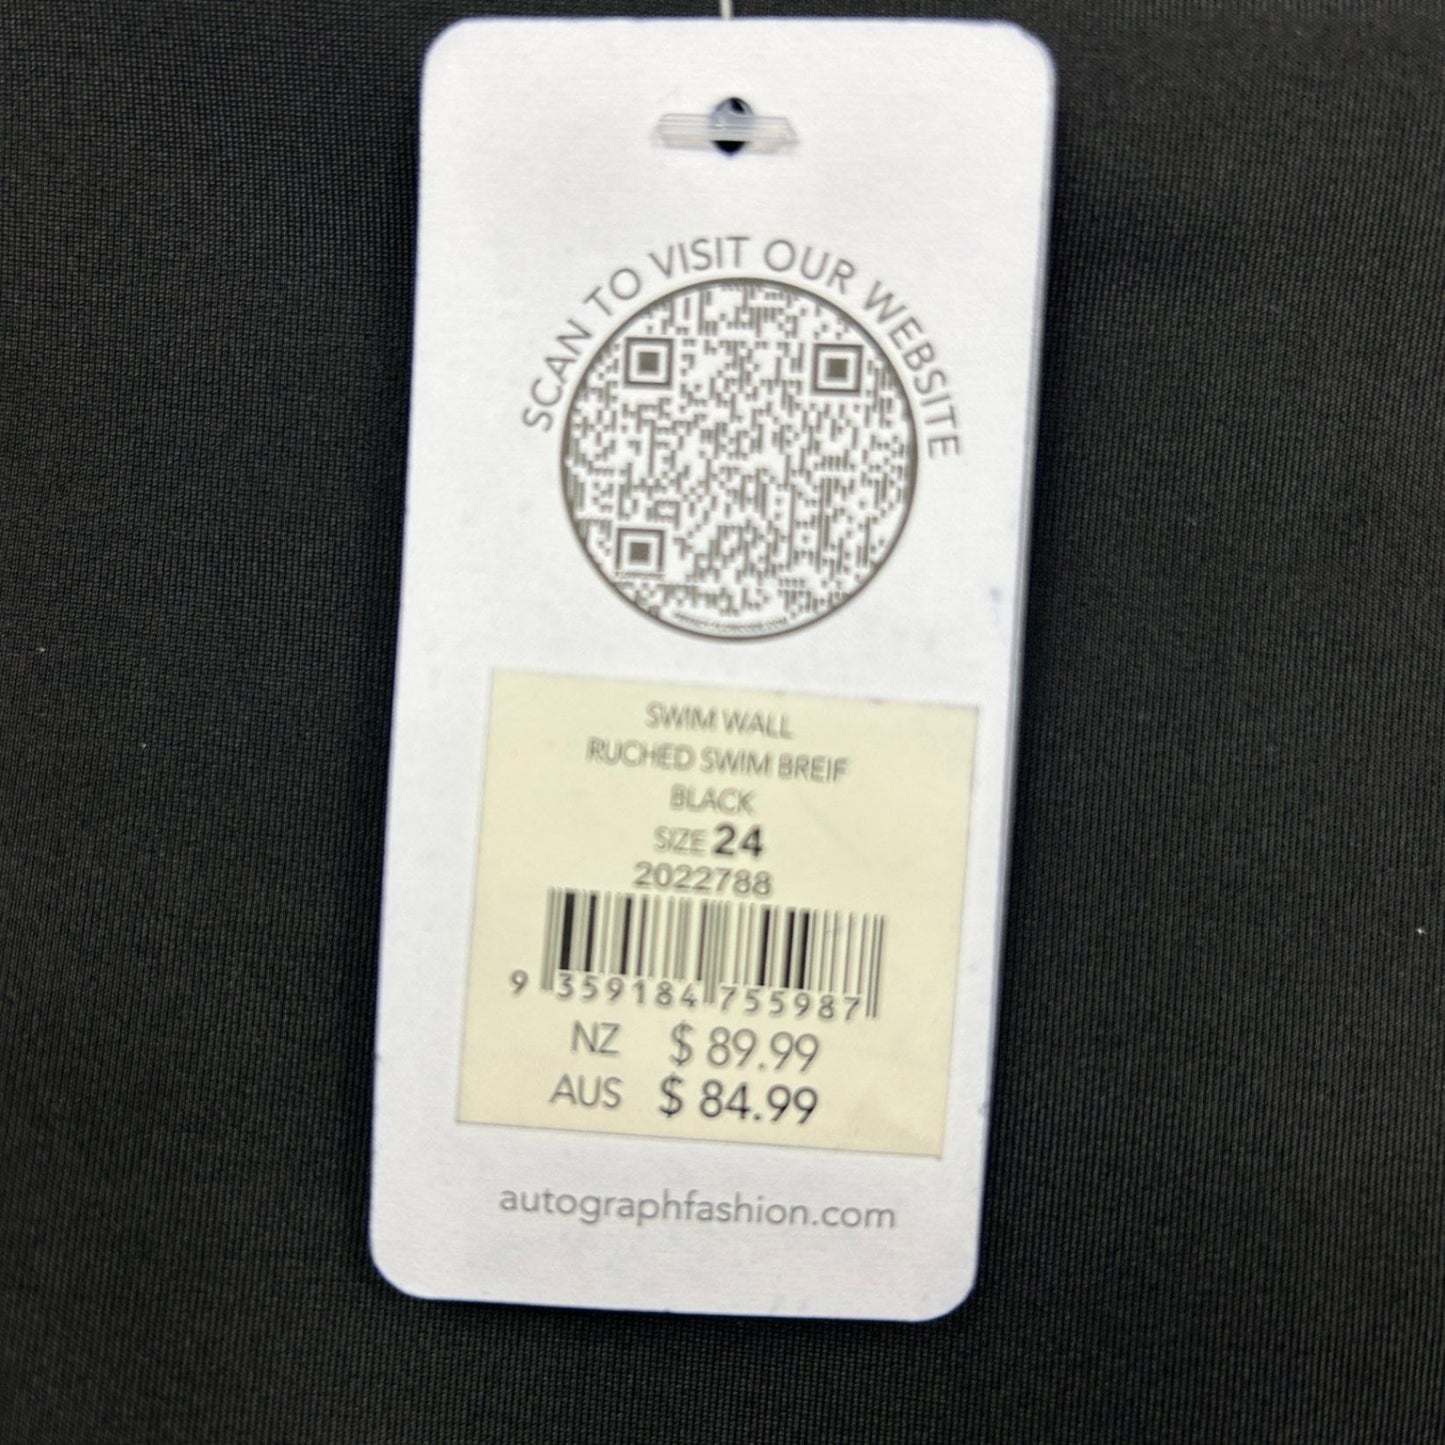 SCAN TO VISIT OUR WEBSITE
SWIM WALL
RUCHED SWIM BREIF
BLACK
SIZE 24
2022788
9 359184 755987
NZ $ 89.99
AUS $ 84.99
autographfashion.com